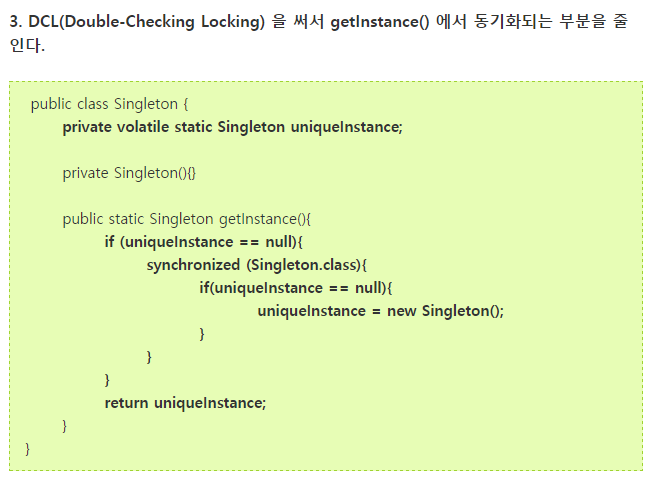 3. DCL(Double-Checking Locking) 을 써서 getInstance() 에서 동기화되는 부분을 줄
인다.
public class Singleton {
private volatile static Singleton uniqueInstance;
private Singleton(){}
public static Singleton getInstance(){
if (uniqueInstance == null){
synchronized (Singleton.class){
if(uniqueInstance == null){
uniqueInstance = new Singleton();
}
}
}
return uniqueInstance;
}
}